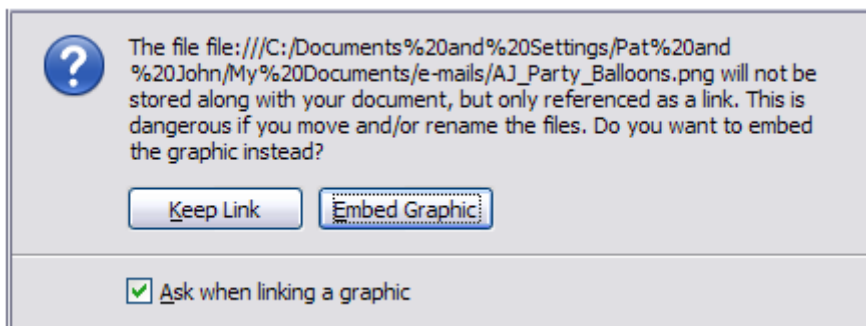 The file file:///C:/Documents%20and%20Settings/Pat%20and
%20John/My%20Documents/e-mails/AJ_Party_Balloons.png will not be
stored along with your document, but only referenced as a link. This is
dangerous if you move and/or rename the files. Do you want to embed
the graphic instead?
Keep Link
Embed Graphic
Ask when linking a graphic